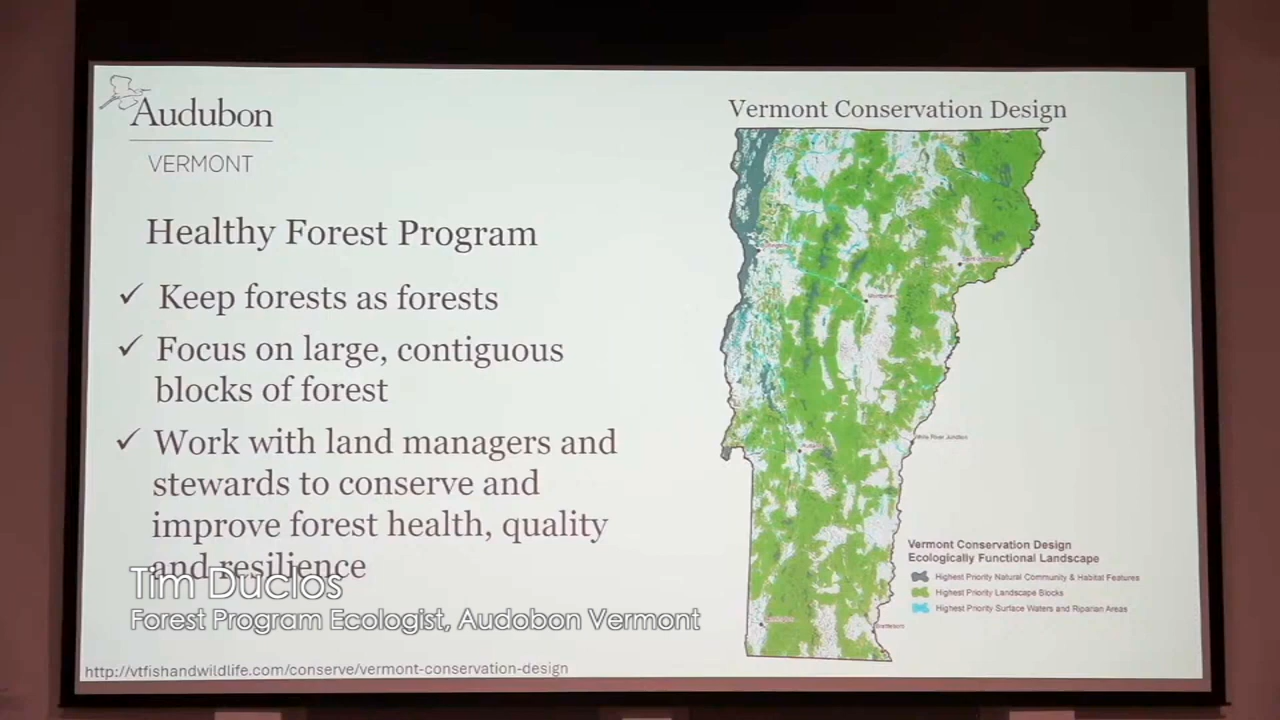 Audubon
VERMONT
Healthy Forest Program
✓ Keep forests as forests
✓ Focus on large, contiguous
blocks of forest
✓ Work with land managers and
stewards to conserve and
improve forest health, quality
and resilience
Tim Duclos
Forest Program Ecologist, Audobon Vermont
http://vtfishandwildlife.com/conserve/vermont-conservation-design
Vermont Conservation Design
Montpelier
White River Junction
Brattleboro
Vermont Conservation Design
Ecologically Functional Landscape
Highest Priority Natural Community & Habitat Features
Highest Priority Landscape Blocks
Highest Priority Surface Waters and Riparian Areas